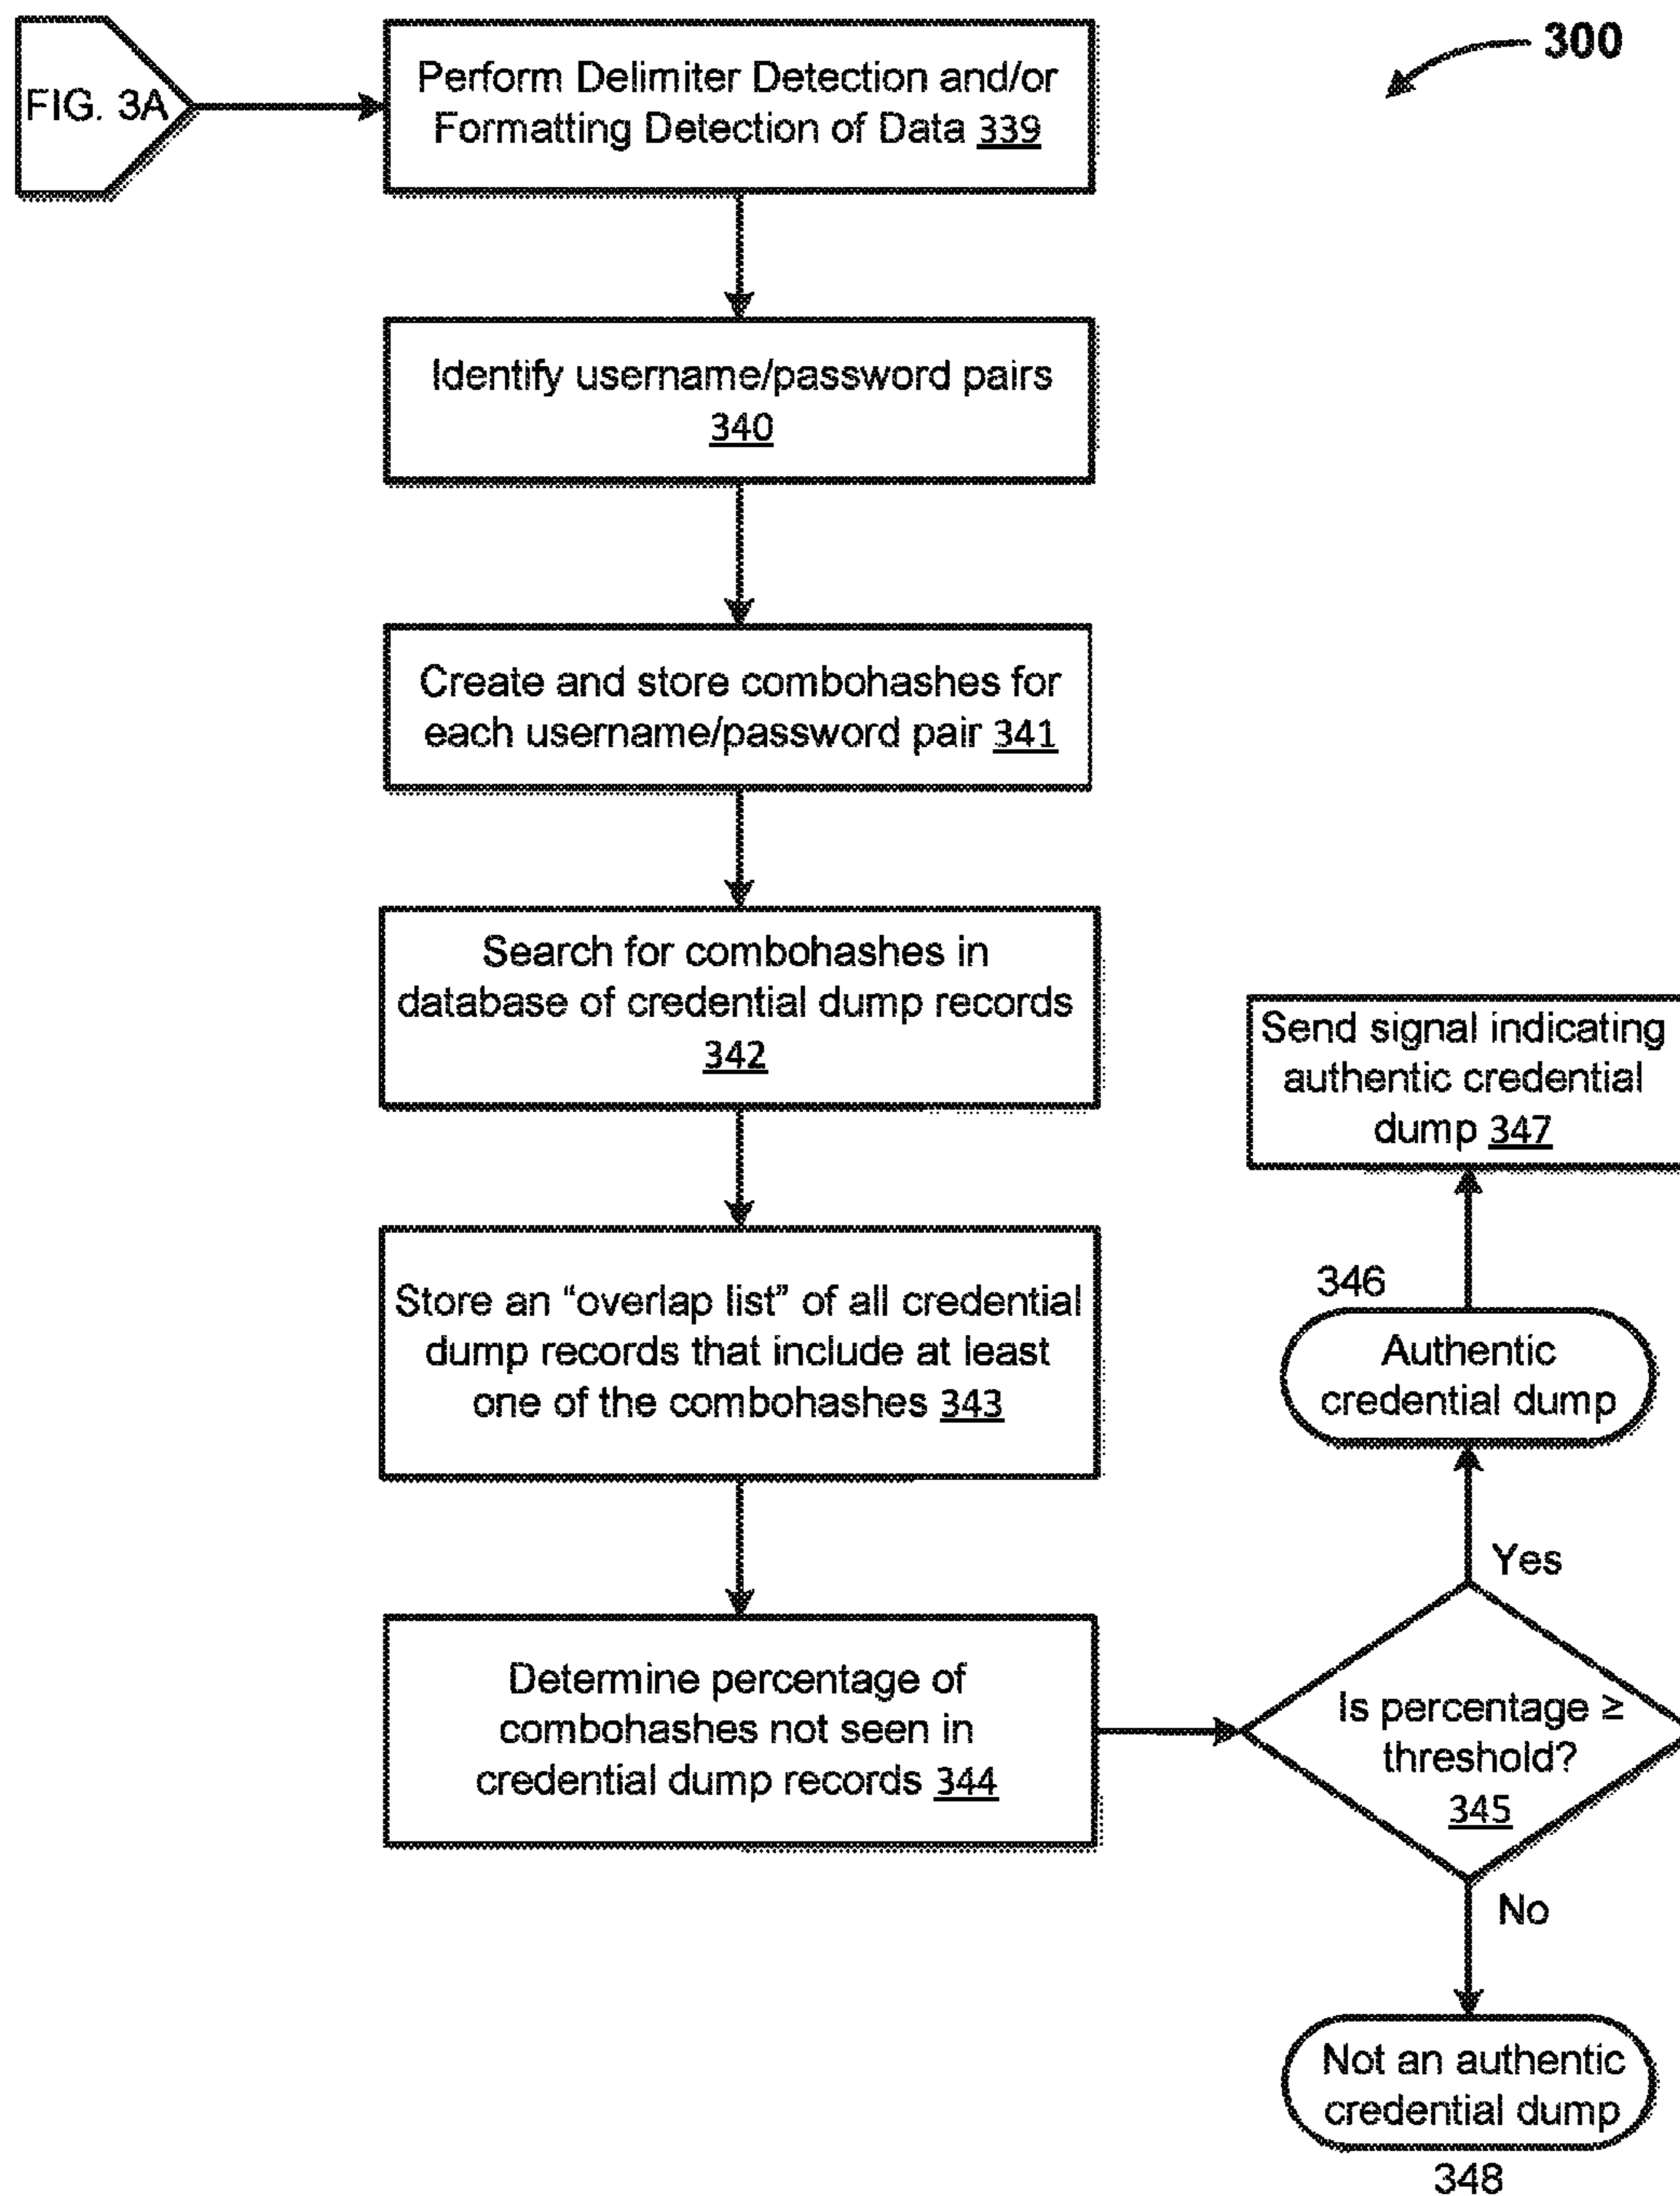 300
FIG. 3A
Perform Delimiter Detection and/or
Formatting Detection of Data 339
Identify username/password pairs
340
Create and store combohashes for
each username/password pair 341
Search for combohashes in
database of credential dump records
342
Store an “overlap list” of all credential
dump records that include at least
one of the combohashes 343
Determine percentage of
combohashes not seen in
credential dump records 344
Is percentage ≥
threshold?
345
Yes
346
Authentic
credential dump
Send signal indicating
authentic credential
dump 347
No
Not an authentic
credential dump
348